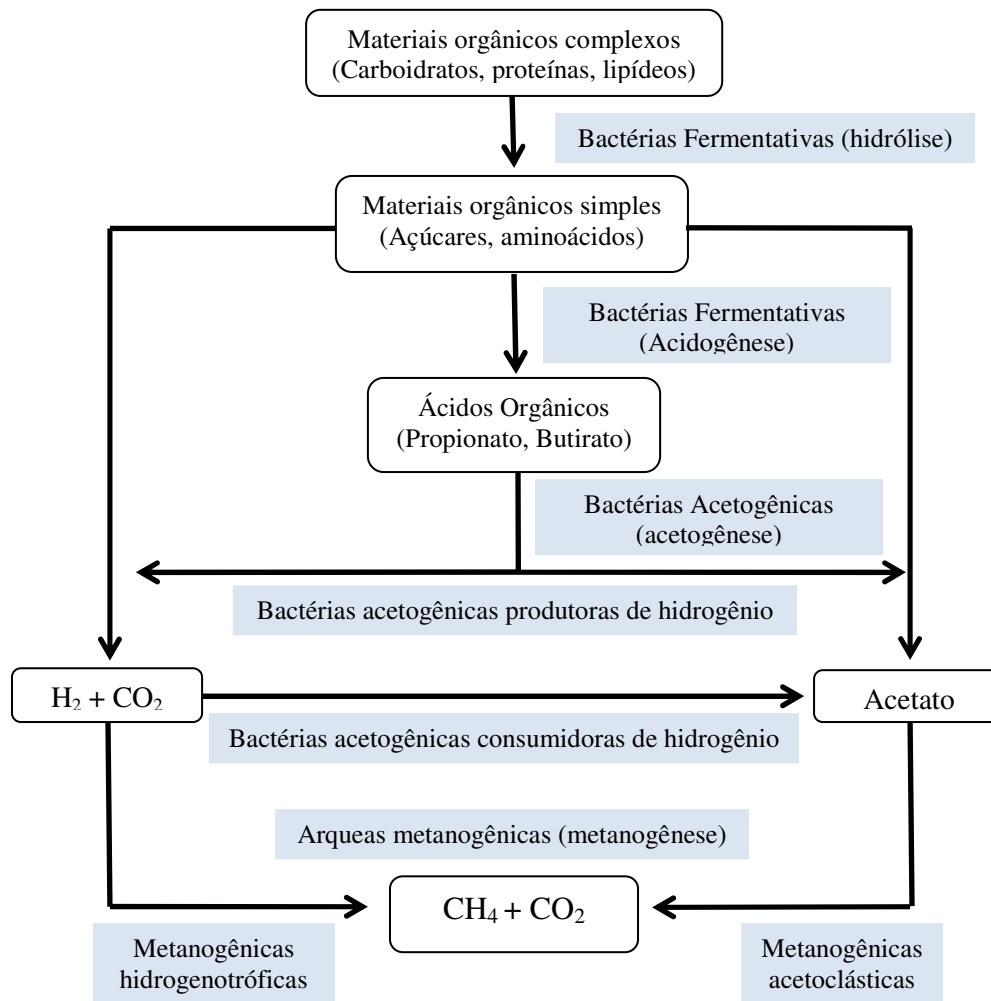 Materiais orgânicos complexos
(Carboidratos, proteínas, lipídeos)
Bactérias Fermentativas (hidrólise)
Materiais orgânicos simples
(Açúcares, aminoácidos)
Bactérias Fermentativas
(Acidogênese)
Ácidos Orgânicos
(Propionato, Butirato)
Bactérias Acetogênicas
(acetogênese)
Bactérias acetogênicas produtoras de hidrogênio
H₂ + CO₂
Acetato
Bactérias acetogênicas consumidoras de hidrogênio
Arqueas metanogênicas (metanogênese)
CH₄ + CO₂
Metanogênicas
hidrogenotróficas
Metanogênicas
acetoclásticas